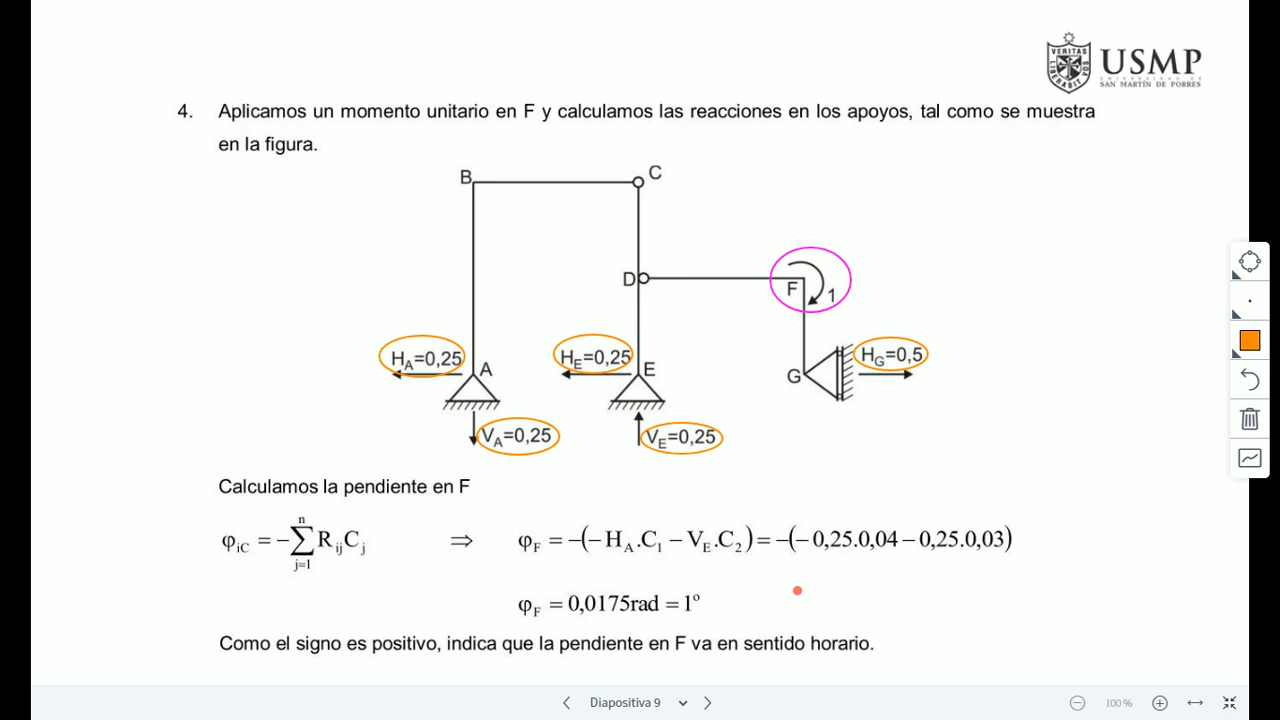 VERITAS
LIBERABIT VOS
USMP
UNIVERSIDAD DE
SAN MARTÍN DE PORRES
4. Aplicamos un momento unitario en F y calculamos las reacciones en los apoyos, tal como se muestra
en la figura.
B
C
D
F
1
H_A=0,25
A
H_E=0,25
E
G
H_G=0,5
V_A=0,25
V_E=0,25
Calculamos la pendiente en F
φ_iC = −∑_{j=1}^{n} R_ij C_j ⇒ φ_F = −(− H_A.C_1 − V_E.C_2) = −(− 0,25.0,04 − 0,25.0,03)
φ_F = 0,0175rad = 1º
Como el signo es positivo, indica que la pendiente en F va en sentido horario.
Diapositiva 9
100 %